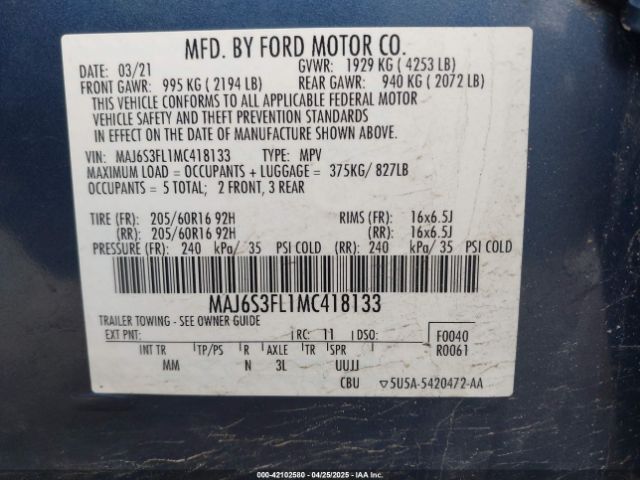 MFD. BY FORD MOTOR CO.
DATE: 03/21 GVWR: 1929 KG ( 4253 LB)
FRONT GAWR: 995 KG ( 2194 LB) REAR GAWR: 940 KG ( 2072 LB)
THIS VEHICLE CONFORMS TO ALL APPLICABLE FEDERAL MOTOR
VEHICLE SAFETY AND THEFT PREVENTION STANDARDS
IN EFFECT ON THE DATE OF MANUFACTURE SHOWN ABOVE.
VIN: MAJ6S3FL1MC418133 TYPE: MPV
MAXIMUM LOAD = OCCUPANTS + LUGGAGE = 375KG/ 827LB
OCCUPANTS = 5 TOTAL; 2 FRONT, 3 REAR
TIRE (FR): 205/60R16 92H RIMS (FR): 16x6.5J
(RR): 205/60R16 92H (RR): 16x6.5J
PRESSURE (FR): 240 kPa/ 35 PSI COLD (RR): 240 kPa/ 35 PSI COLD
MAJ6S3FL1MC418133
TRAILER TOWING - SEE OWNER GUIDE
EXT PNT: RC: 11 DSO: F0040
INT TR TP/PS R AXLE TR SPR R0061
MM N 3L UUJJ
CBU 5U5A-5420472-AA
000-42102580 - 04/25/2025 - IAA Inc.